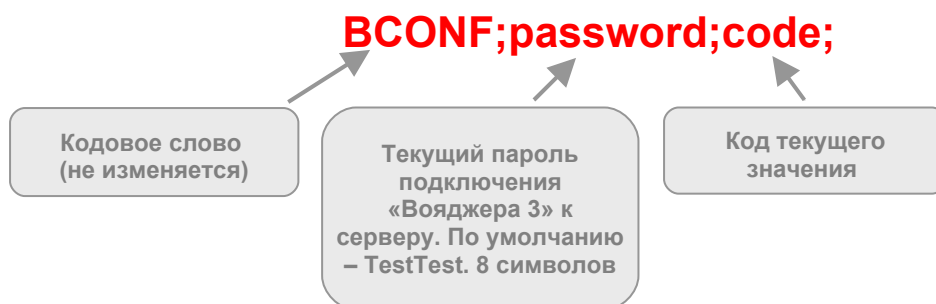 BCONF;password;code;
Кодовое слово
(не изменяется)
Текущий пароль
подключения
«Вояджера 3» к
серверу. По умолчанию
– TestTest. 8 символов
Код текущего
значения